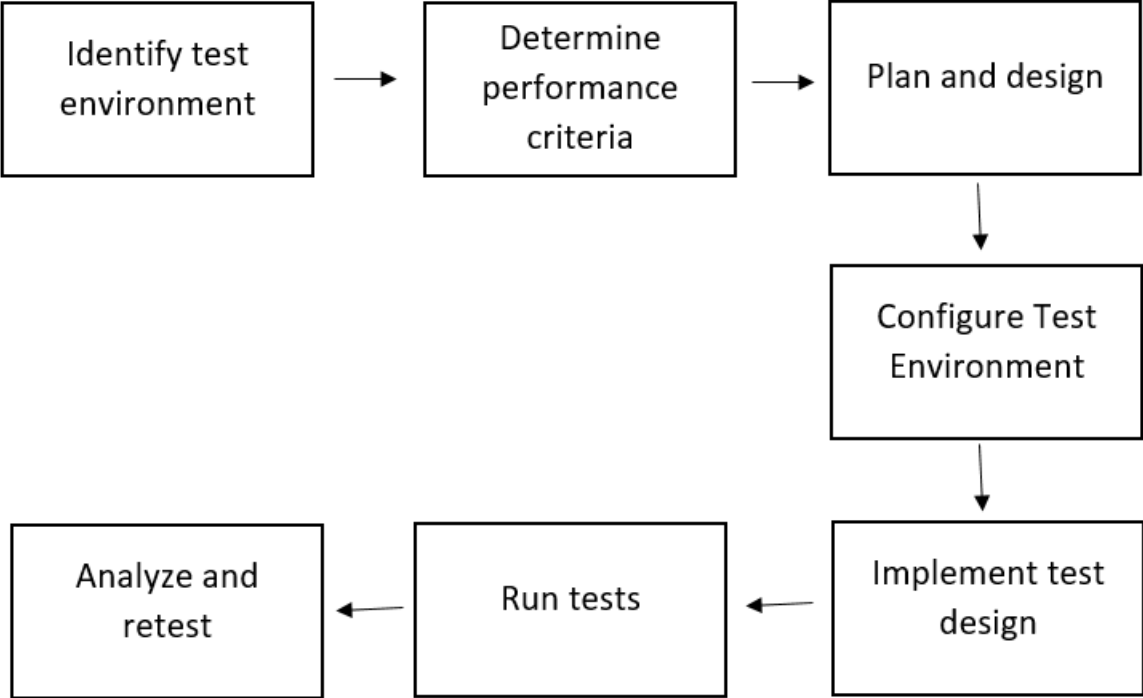 Identify test
environment
Determine
performance
criteria
Plan and design
Configure Test
Environment
Implement test
design
Run tests
Analyze and
retest